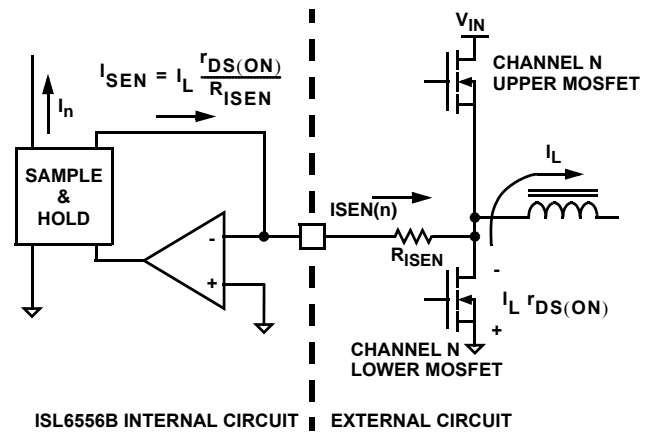 V_IN
CHANNEL N
UPPER MOSFET
I_SEN = I_L r_DS(ON) / R_ISEN
I_n
SAMPLE
&
HOLD
I_L
ISEN(n)
-
+
R_ISEN
-
I_L r_DS(ON)
+
CHANNEL N
LOWER MOSFET
ISL6556B INTERNAL CIRCUIT
EXTERNAL CIRCUIT